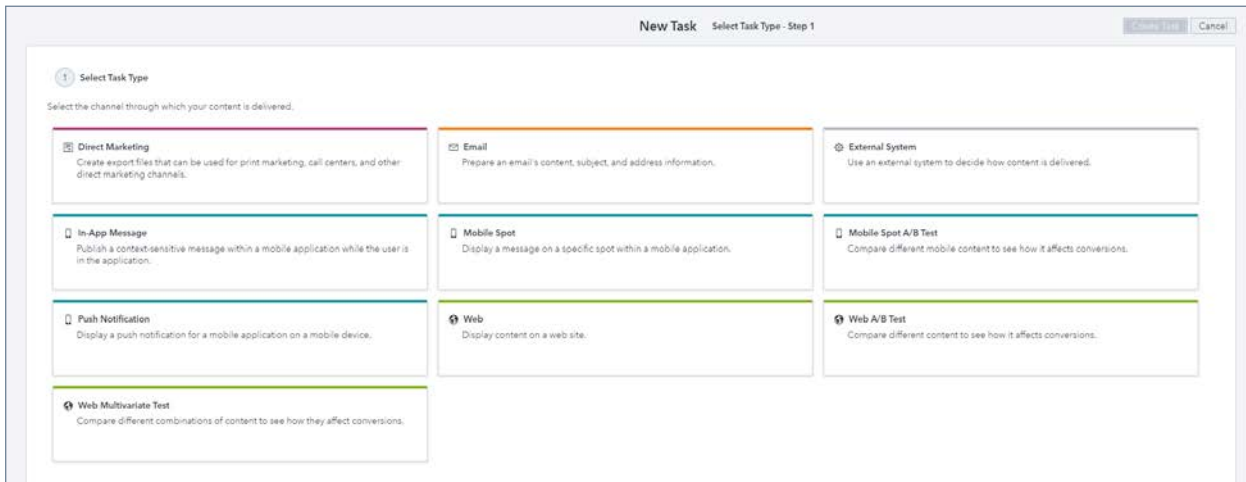 New Task Select Task Type - Step 1 Create Task Cancel
1 Select Task Type
Select the channel through which your content is delivered.
Direct Marketing
Create export files that can be used for print marketing, call centers, and other
direct marketing channels.
Email
Prepare an email's content, subject, and address information.
External System
Use an external system to decide how content is delivered.
In-App Message
Publish a context-sensitive message within a mobile application while the user is
in the application.
Mobile Spot
Display a message on a specific spot within a mobile application.
Mobile Spot A/B Test
Compare different mobile content to see how it affects conversions.
Push Notification
Display a push notification for a mobile application on a mobile device.
Web
Display content on a web site.
Web A/B Test
Compare different content to see how it affects conversions.
Web Multivariate Test
Compare different combinations of content to see how they affect conversions.